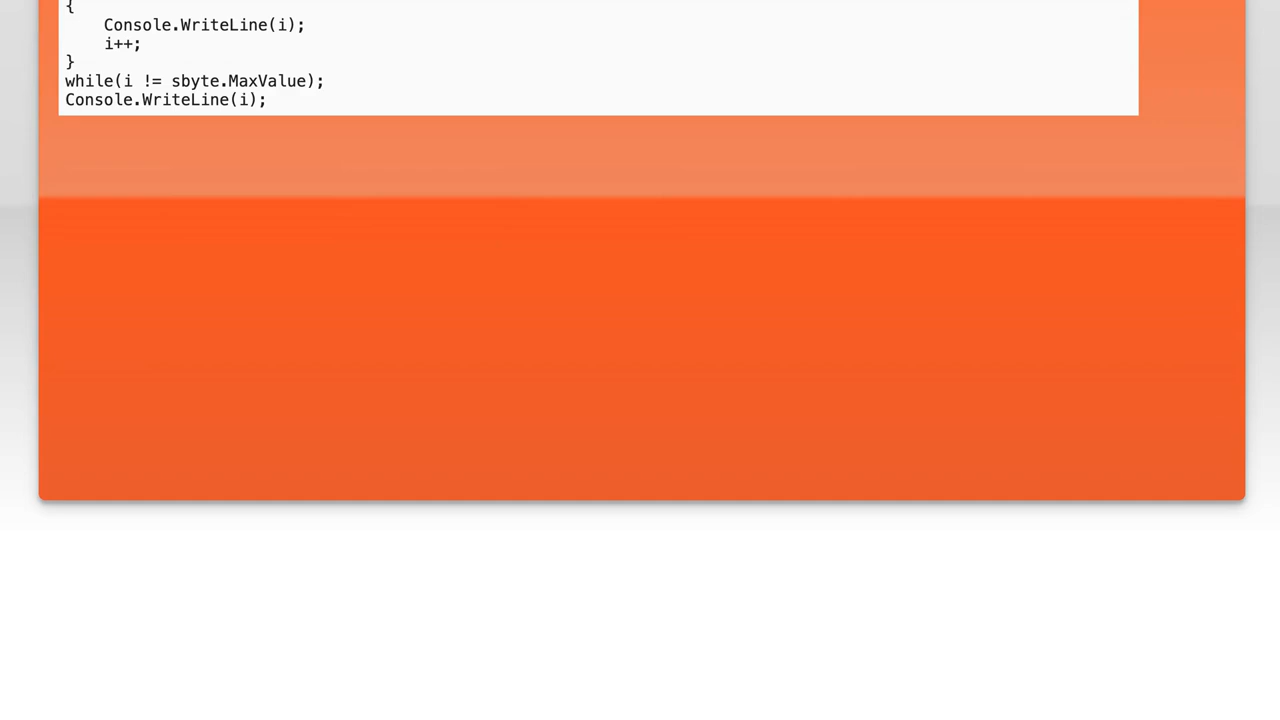 {
    Console.WriteLine(i);
    i++;
}
while(i != sbyte.MaxValue);
Console.WriteLine(i);